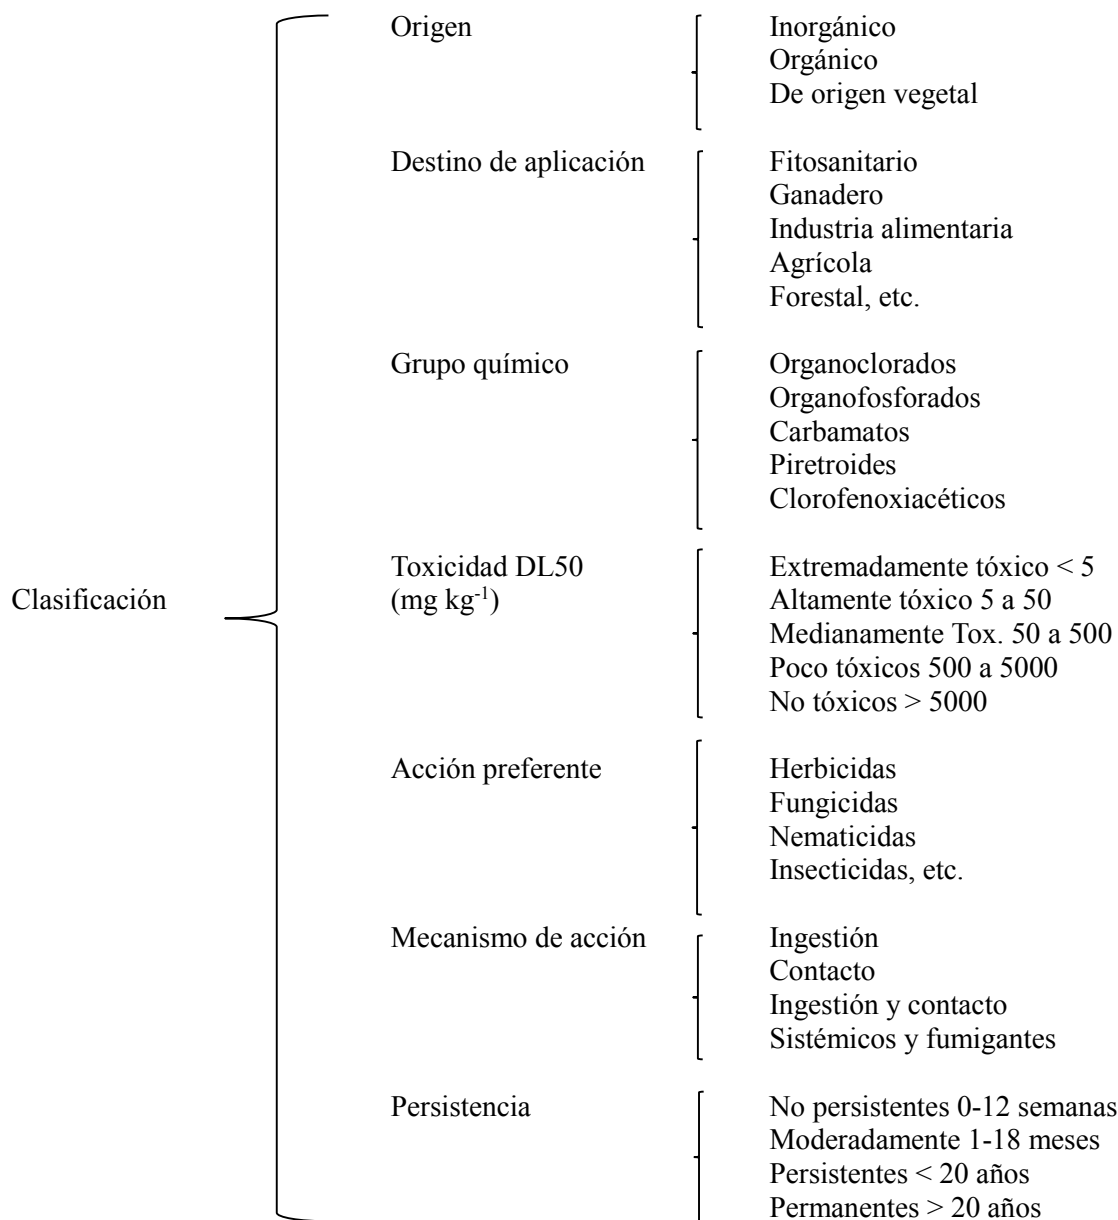 Clasificación
Origen
Inorgánico
Orgánico
De origen vegetal
Destino de aplicación
Fitosanitario
Ganadero
Industria alimentaria
Agrícola
Forestal, etc.
Grupo químico
Organoclorados
Organofosforados
Carbamatos
Piretroides
Clorofenoxiacéticos
Toxicidad DL50
(mg kg⁻¹)
Extremadamente tóxico < 5
Altamente tóxico 5 a 50
Medianamente Tox. 50 a 500
Poco tóxicos 500 a 5000
No tóxicos > 5000
Acción preferente
Herbicidas
Fungicidas
Nematicidas
Insecticidas, etc.
Mecanismo de acción
Ingestión
Contacto
Ingestión y contacto
Sistémicos y fumigantes
Persistencia
No persistentes 0-12 semanas
Moderadamente 1-18 meses
Persistentes < 20 años
Permanentes > 20 años